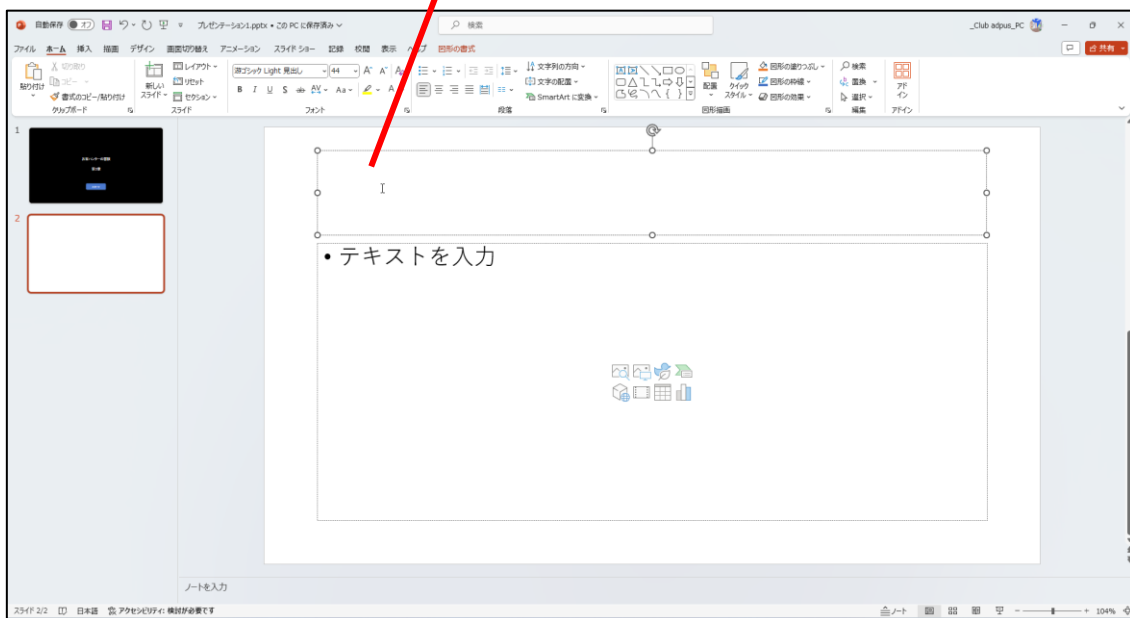 自動保存 オフ プレゼンテーション1.pptx • この PC に保存済み 検索 _Club adpus_PC
ファイル ホーム 挿入 描画 デザイン 画面切り替え アニメーション スライド ショー 記録 校閲 表示 ヘルプ 図形の書式 共有
貼り付け 切り取り コピー 書式のコピー/貼り付け クリップボード
新しいスライド レイアウト リセット セクション スライド
游ゴシック Light 見出し 44 フォント
文字列の方向 文字の配置 SmartArt に変換 段落
配置 クイックスタイル 図形の塗りつぶし 図形の枠線 図形の効果 図形描画
検索 置換 選択 編集
アドイン アドイン
1
2
• テキストを入力
ノートを入力
スライド 2/2 日本語 アクセシビリティ: 検討が必要です ノート 104%